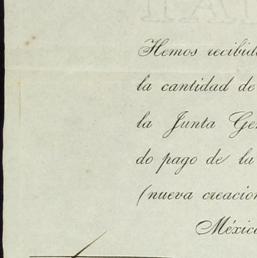 Hemos recibid
la cantidad de
la Junta Ge
do pago de la
(nueva creacion
México